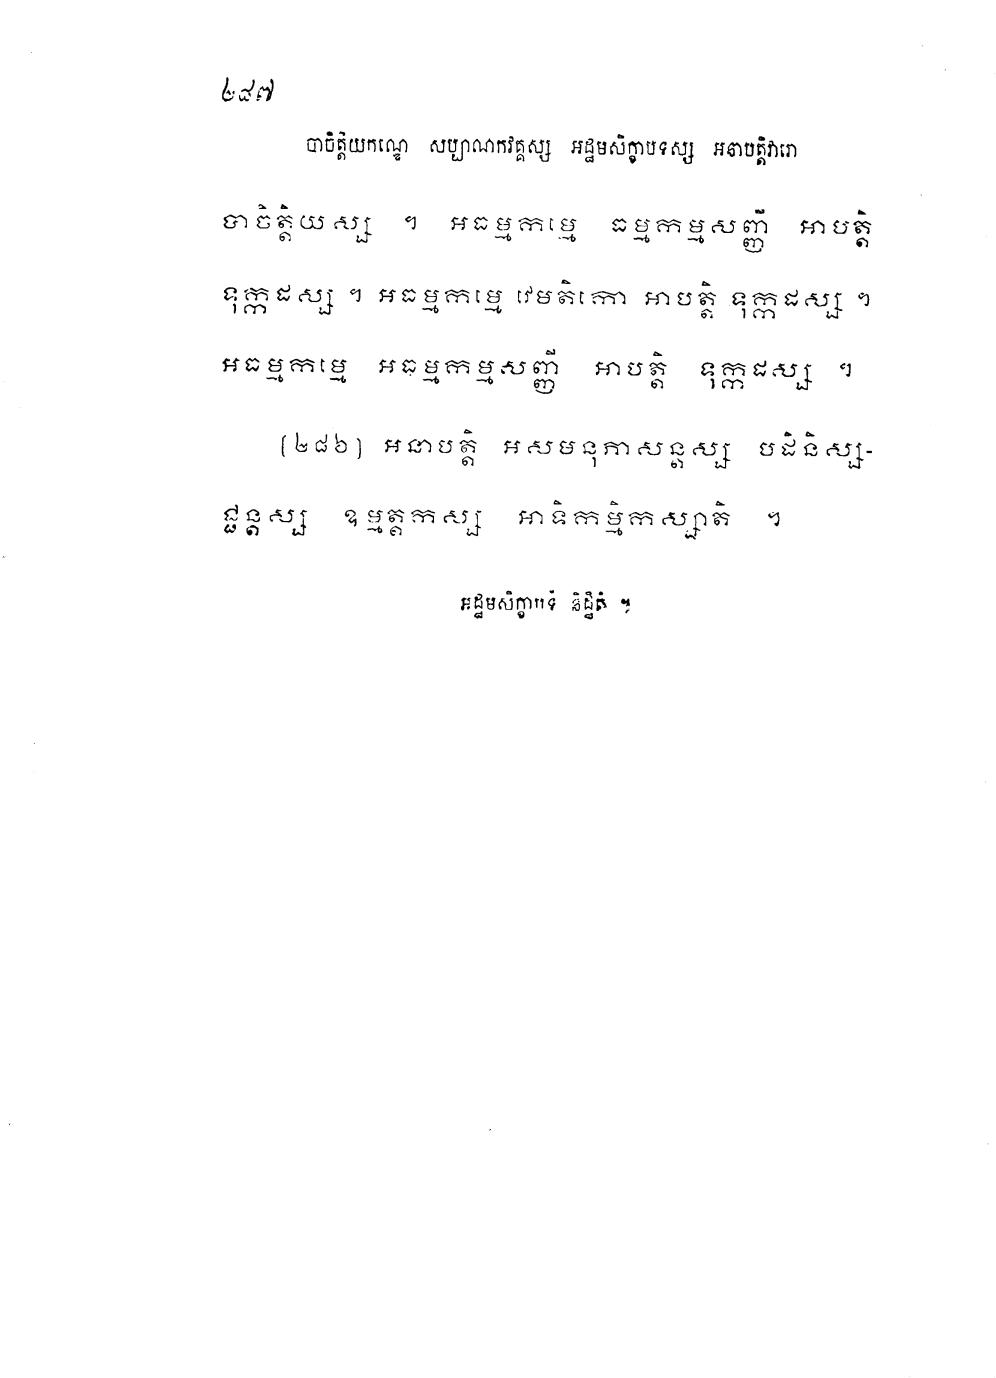 ២៨៧
បាចិត្តិយកណ្ឌេ សប្បាណកវគ្គស្ស អដ្ឋមសិក្ខាបទស្ស អនាបត្តិវារោ
បាចិត្តិយស្ស ។ អធម្មកម្មេ ធម្មកម្មសញ្ញី អាបត្តិ
ទុក្កដស្ស ។ អធម្មកម្មេ វេមតិកោ អាបត្តិ ទុក្កដស្ស ។
អធម្មកម្មេ អធម្មកម្មសញ្ញី អាបត្តិ ទុក្កដស្ស ។
(២៨៦) អនាបត្តិ អសមនុភាសន្តស្ស បដិនិស្ស-
ជ្ជន្តស្ស ឧម្មត្តកស្ស អាទិកម្មិកស្សាតិ ។
អដ្ឋមសិក្ខាបទំ និដ្ឋិតំ ។